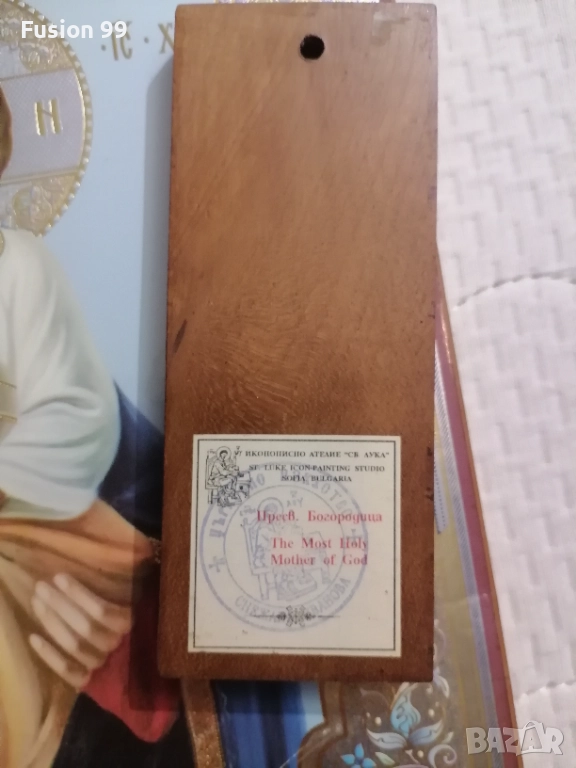 Fusion 99
ИКОНОПИСНО АТЕЛИЕ "СВ ЛУКА"
ST. LUKE ICON-PAINTING STUDIO
SOFIA BULGARIA
Пресв. Богородица
The Most Holy
Mother of God
BAZAR